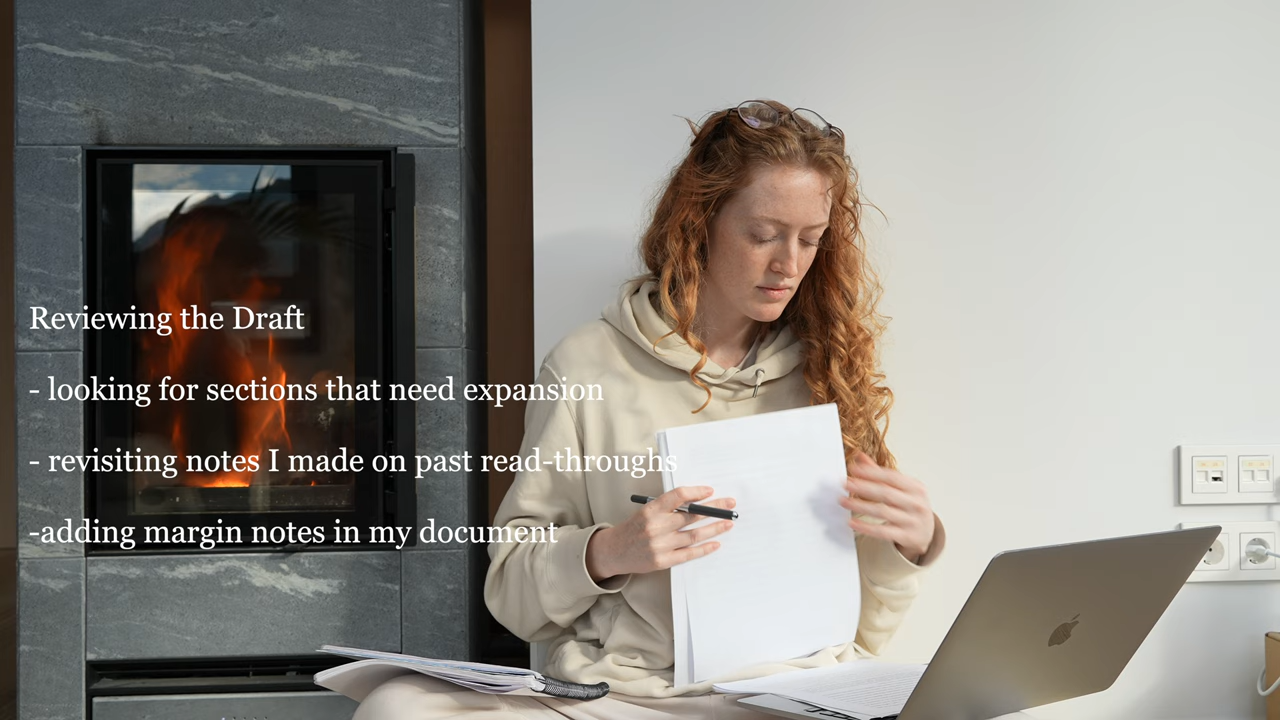 Reviewing the Draft
- looking for sections that need expansion
- revisiting notes I made on past read-throughs
-adding margin notes in my document